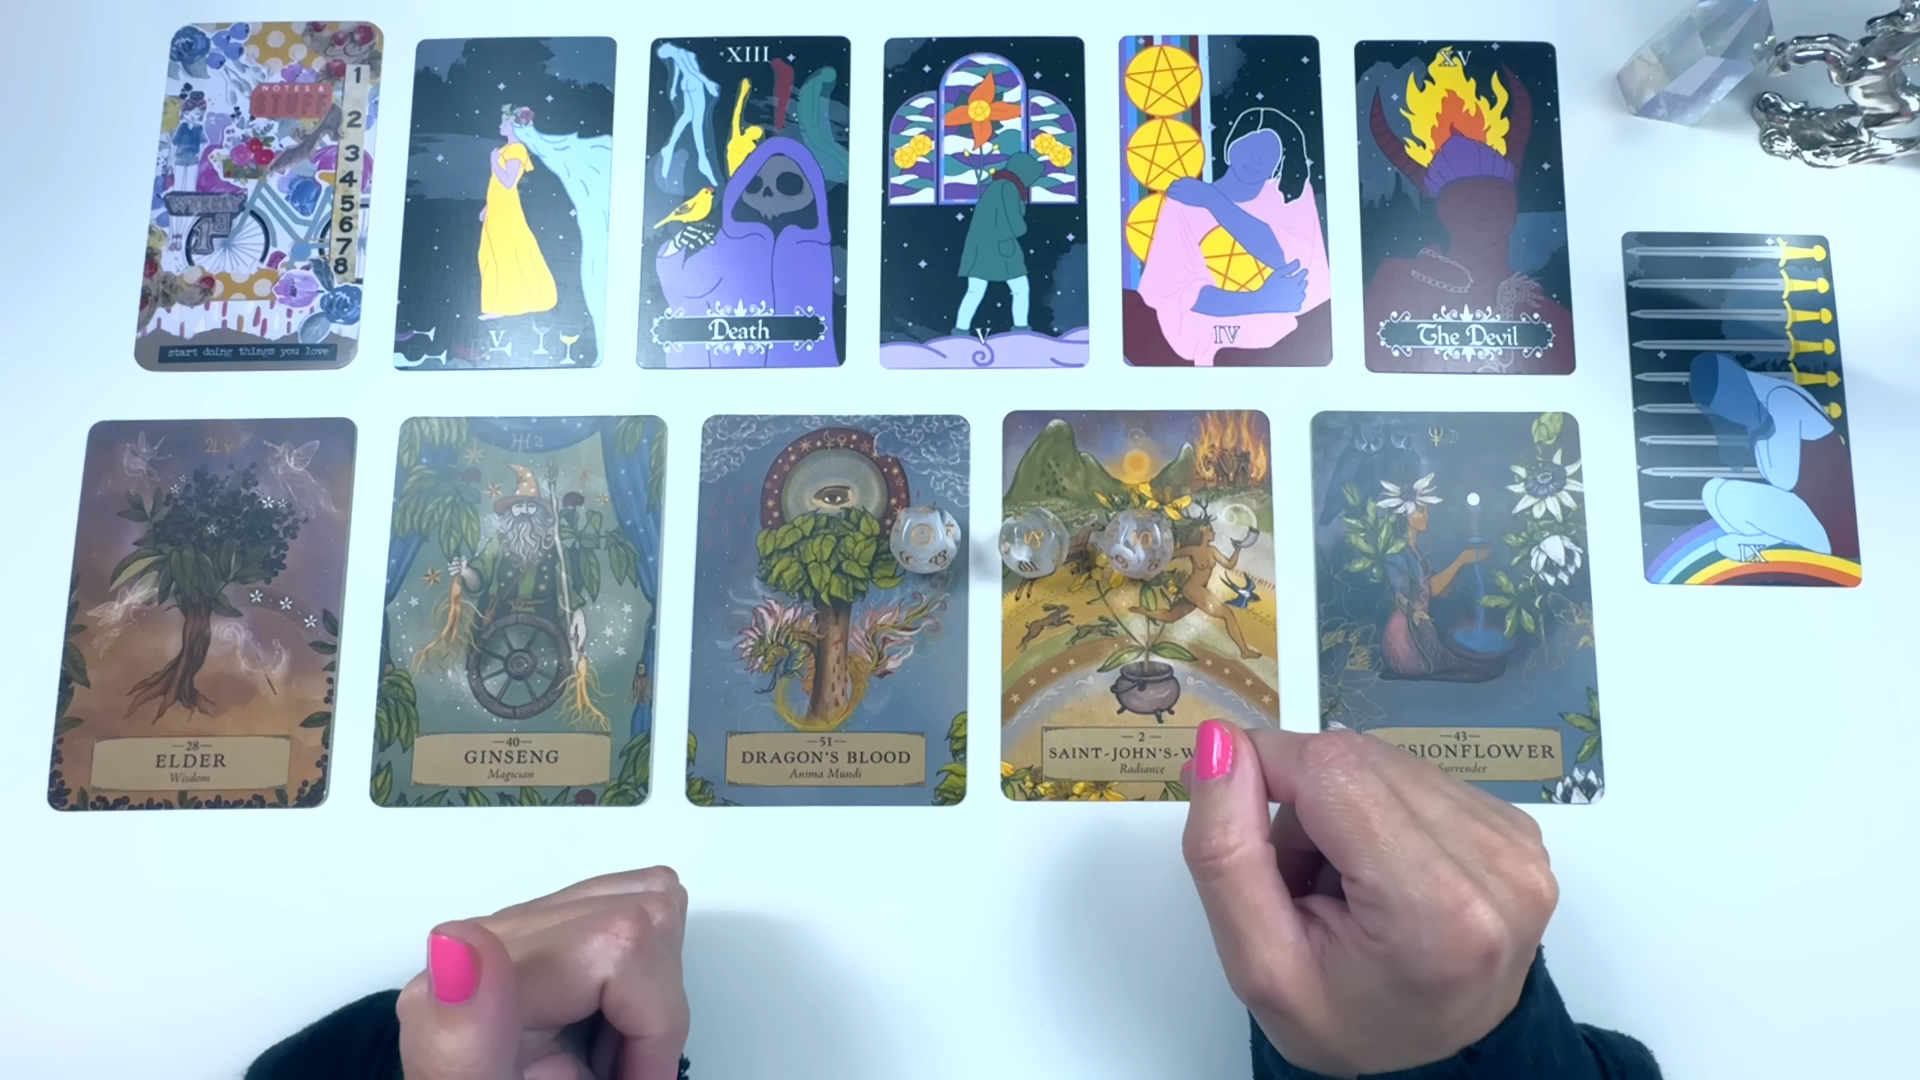 NOTES &
STUFF
1
2
3
4
5
6
7
8
start doing things you love
V
XIII
Death
V
IV
XV
The Devil
IX
—28—
ELDER
Wisdom
—40—
GINSENG
Magician
—51—
DRAGON'S BLOOD
Anima Mundi
—2—
SAINT-JOHN'S-W
Radiance
—43—
SSIONFLOWER
Surrender